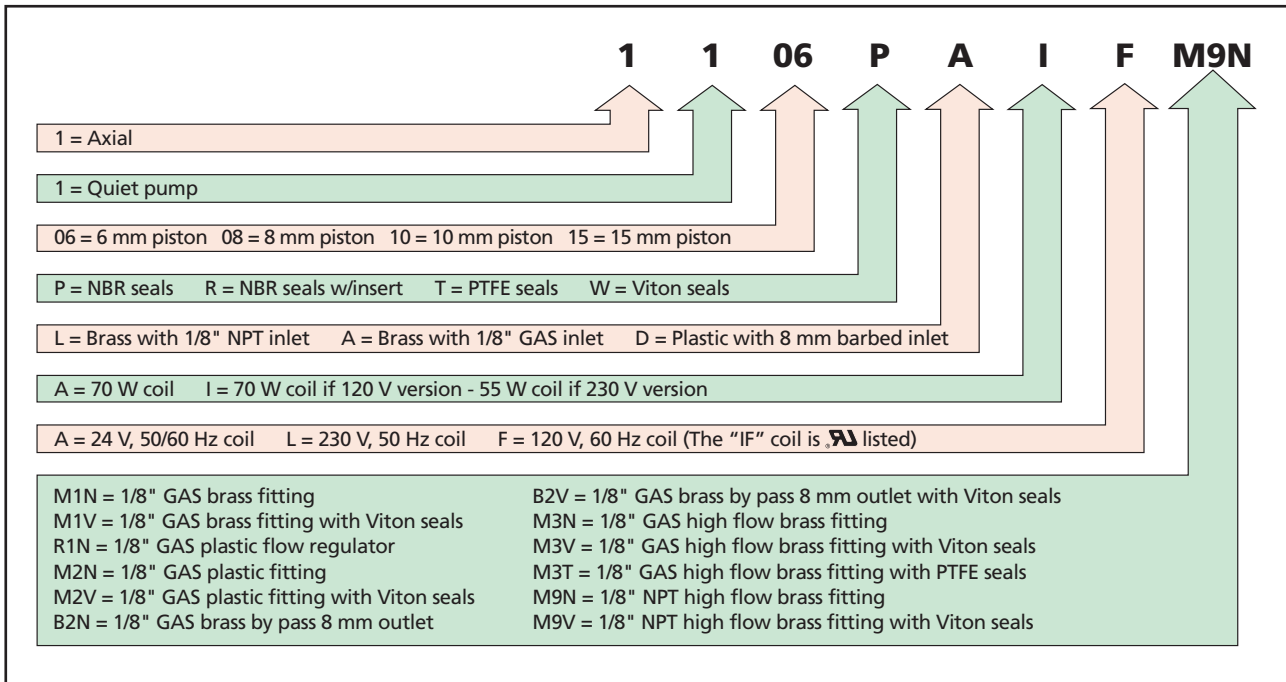 1 1 06 P A I F M9N
1 = Axial
1 = Quiet pump
06 = 6 mm piston 08 = 8 mm piston 10 = 10 mm piston 15 = 15 mm piston
P = NBR seals R = NBR seals w/insert T = PTFE seals W = Viton seals
L = Brass with 1/8" NPT inlet A = Brass with 1/8" GAS inlet D = Plastic with 8 mm barbed inlet
A = 70 W coil I = 70 W coil if 120 V version - 55 W coil if 230 V version
A = 24 V, 50/60 Hz coil L = 230 V, 50 Hz coil F = 120 V, 60 Hz coil (The “IF” coil is listed)
M1N = 1/8" GAS brass fitting
M1V = 1/8" GAS brass fitting with Viton seals
R1N = 1/8" GAS plastic flow regulator
M2N = 1/8" GAS plastic fitting
M2V = 1/8" GAS plastic fitting with Viton seals
B2N = 1/8" GAS brass by pass 8 mm outlet
B2V = 1/8" GAS brass by pass 8 mm outlet with Viton seals
M3N = 1/8" GAS high flow brass fitting
M3V = 1/8" GAS high flow brass fitting with Viton seals
M3T = 1/8" GAS high flow brass fitting with PTFE seals
M9N = 1/8" NPT high flow brass fitting
M9V = 1/8" NPT high flow brass fitting with Viton seals